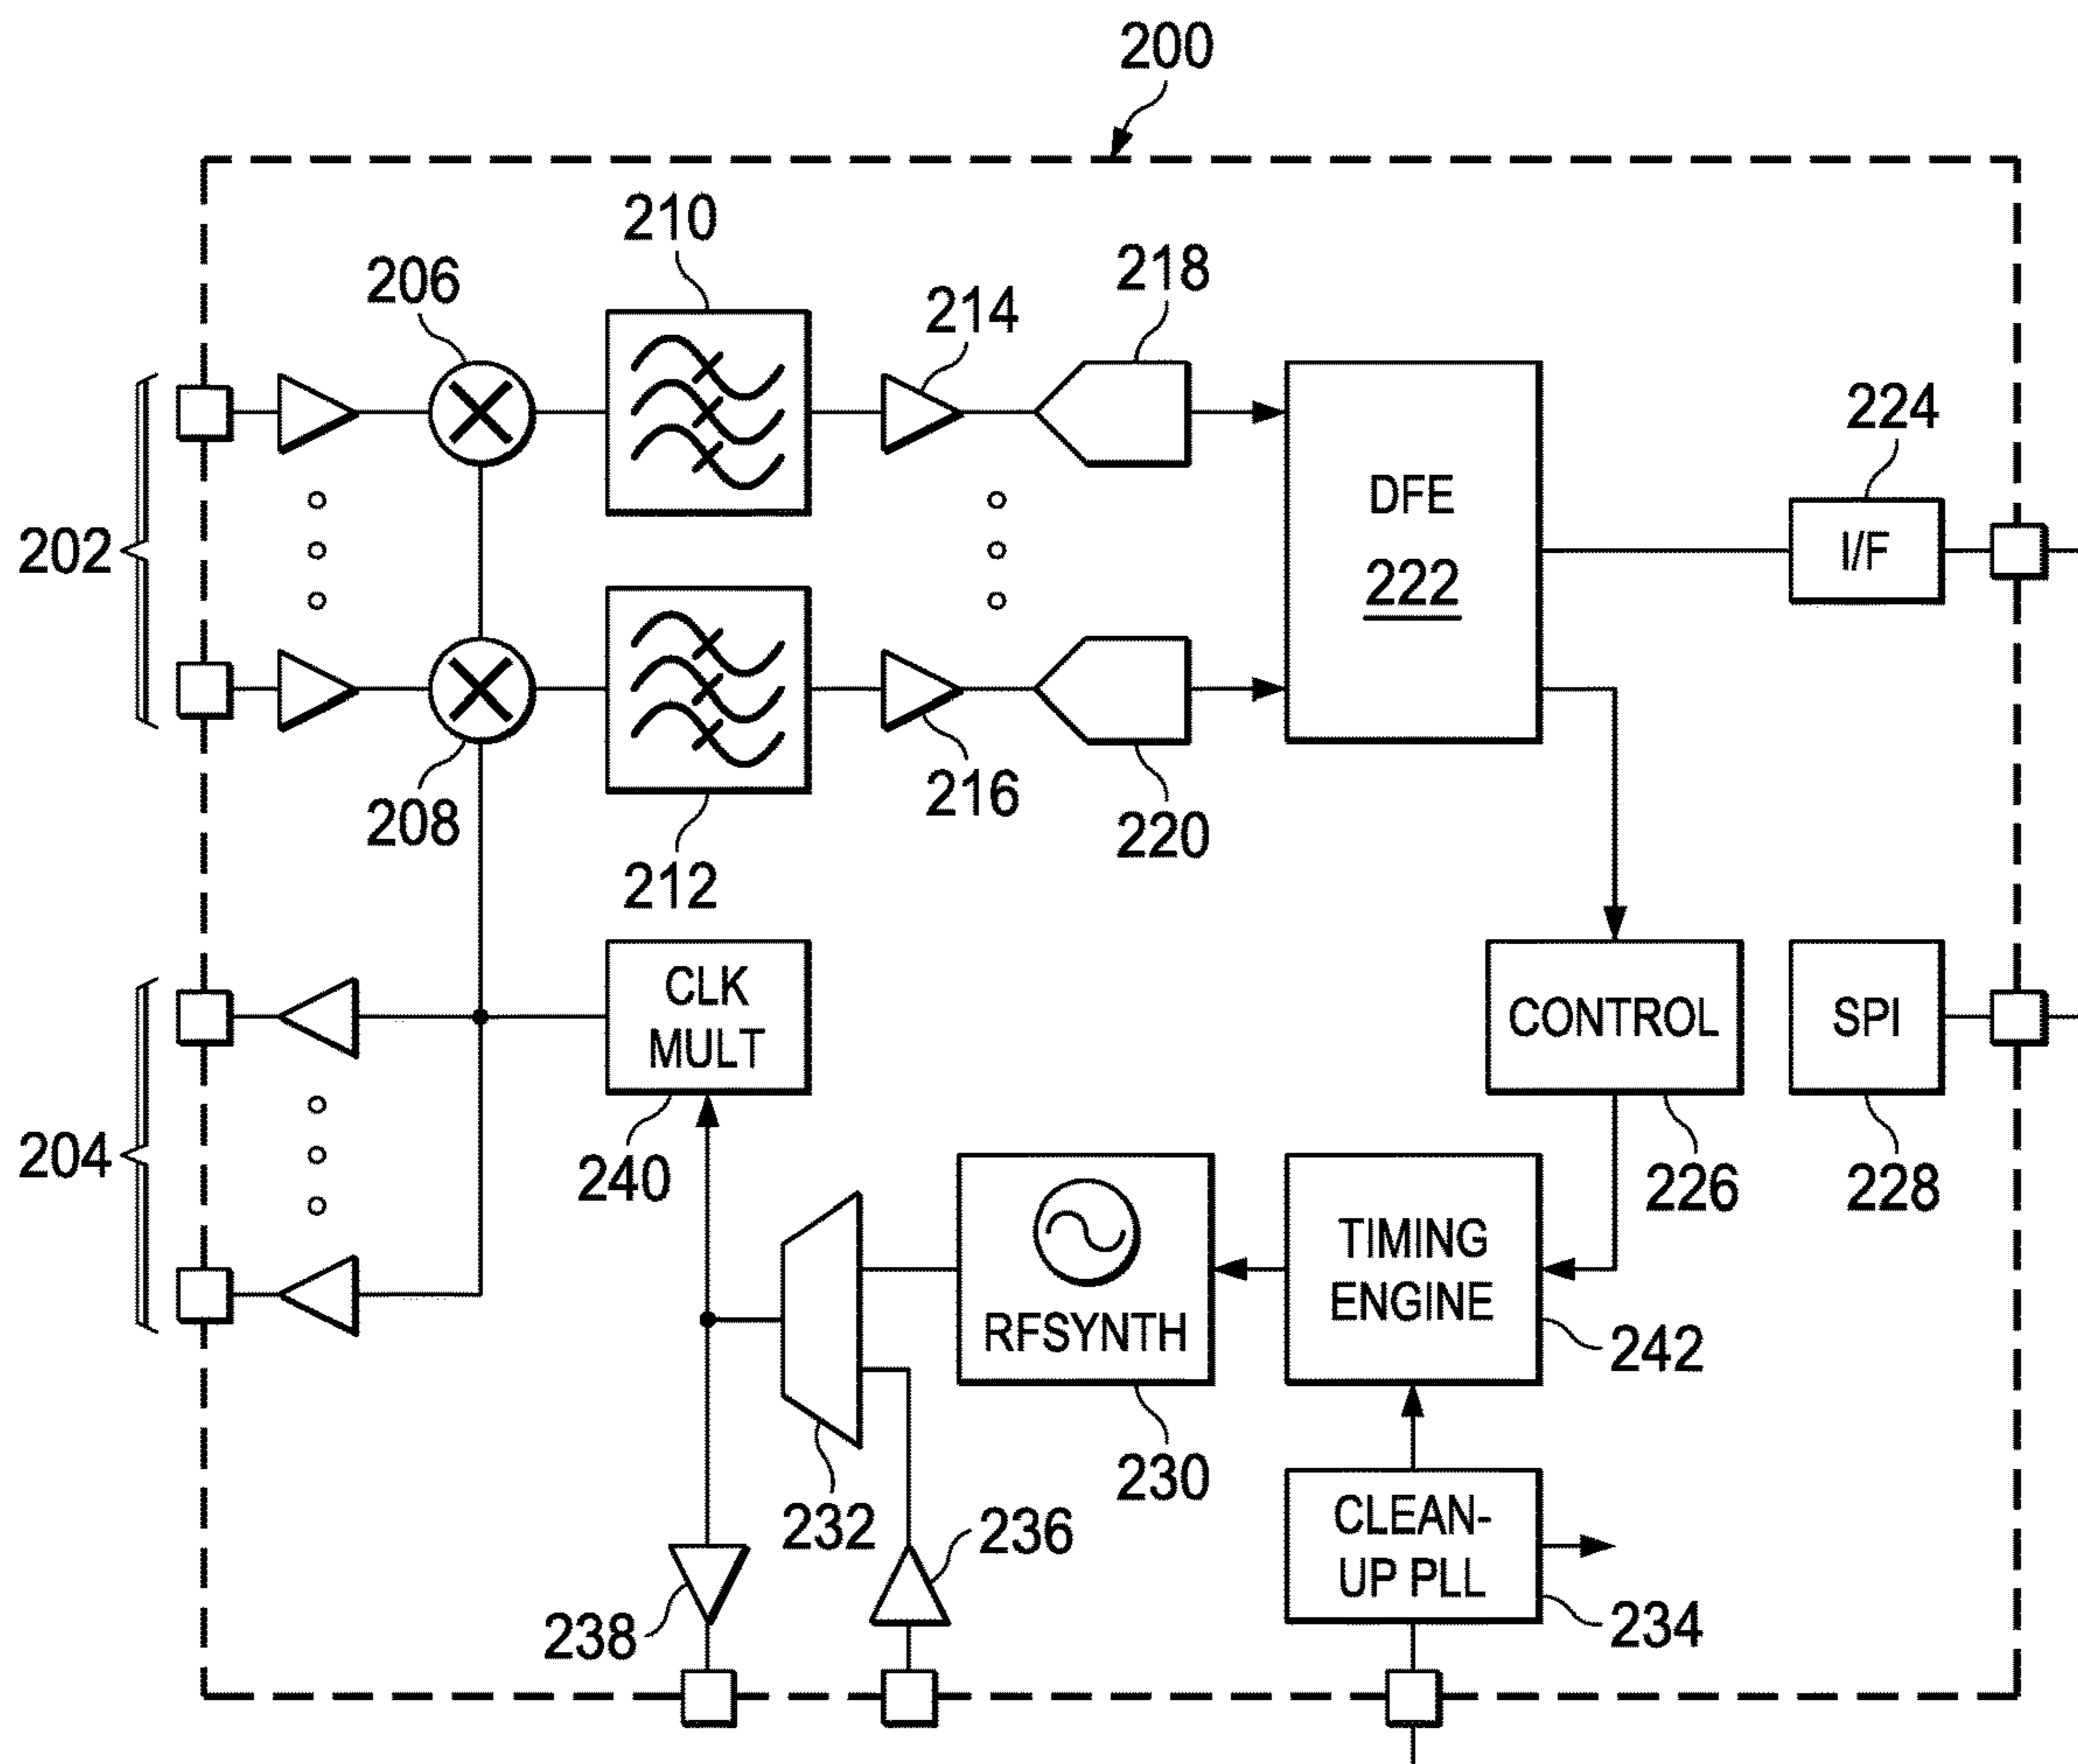 200
210
206
218
214
224
202
DFE
222
I/F
208
216
220
212
204
CLK
MULT
CONTROL
SPI
240
226
228
TIMING
ENGINE
RFSYNTH
242
232
230
236
CLEAN-
UP PLL
238
234